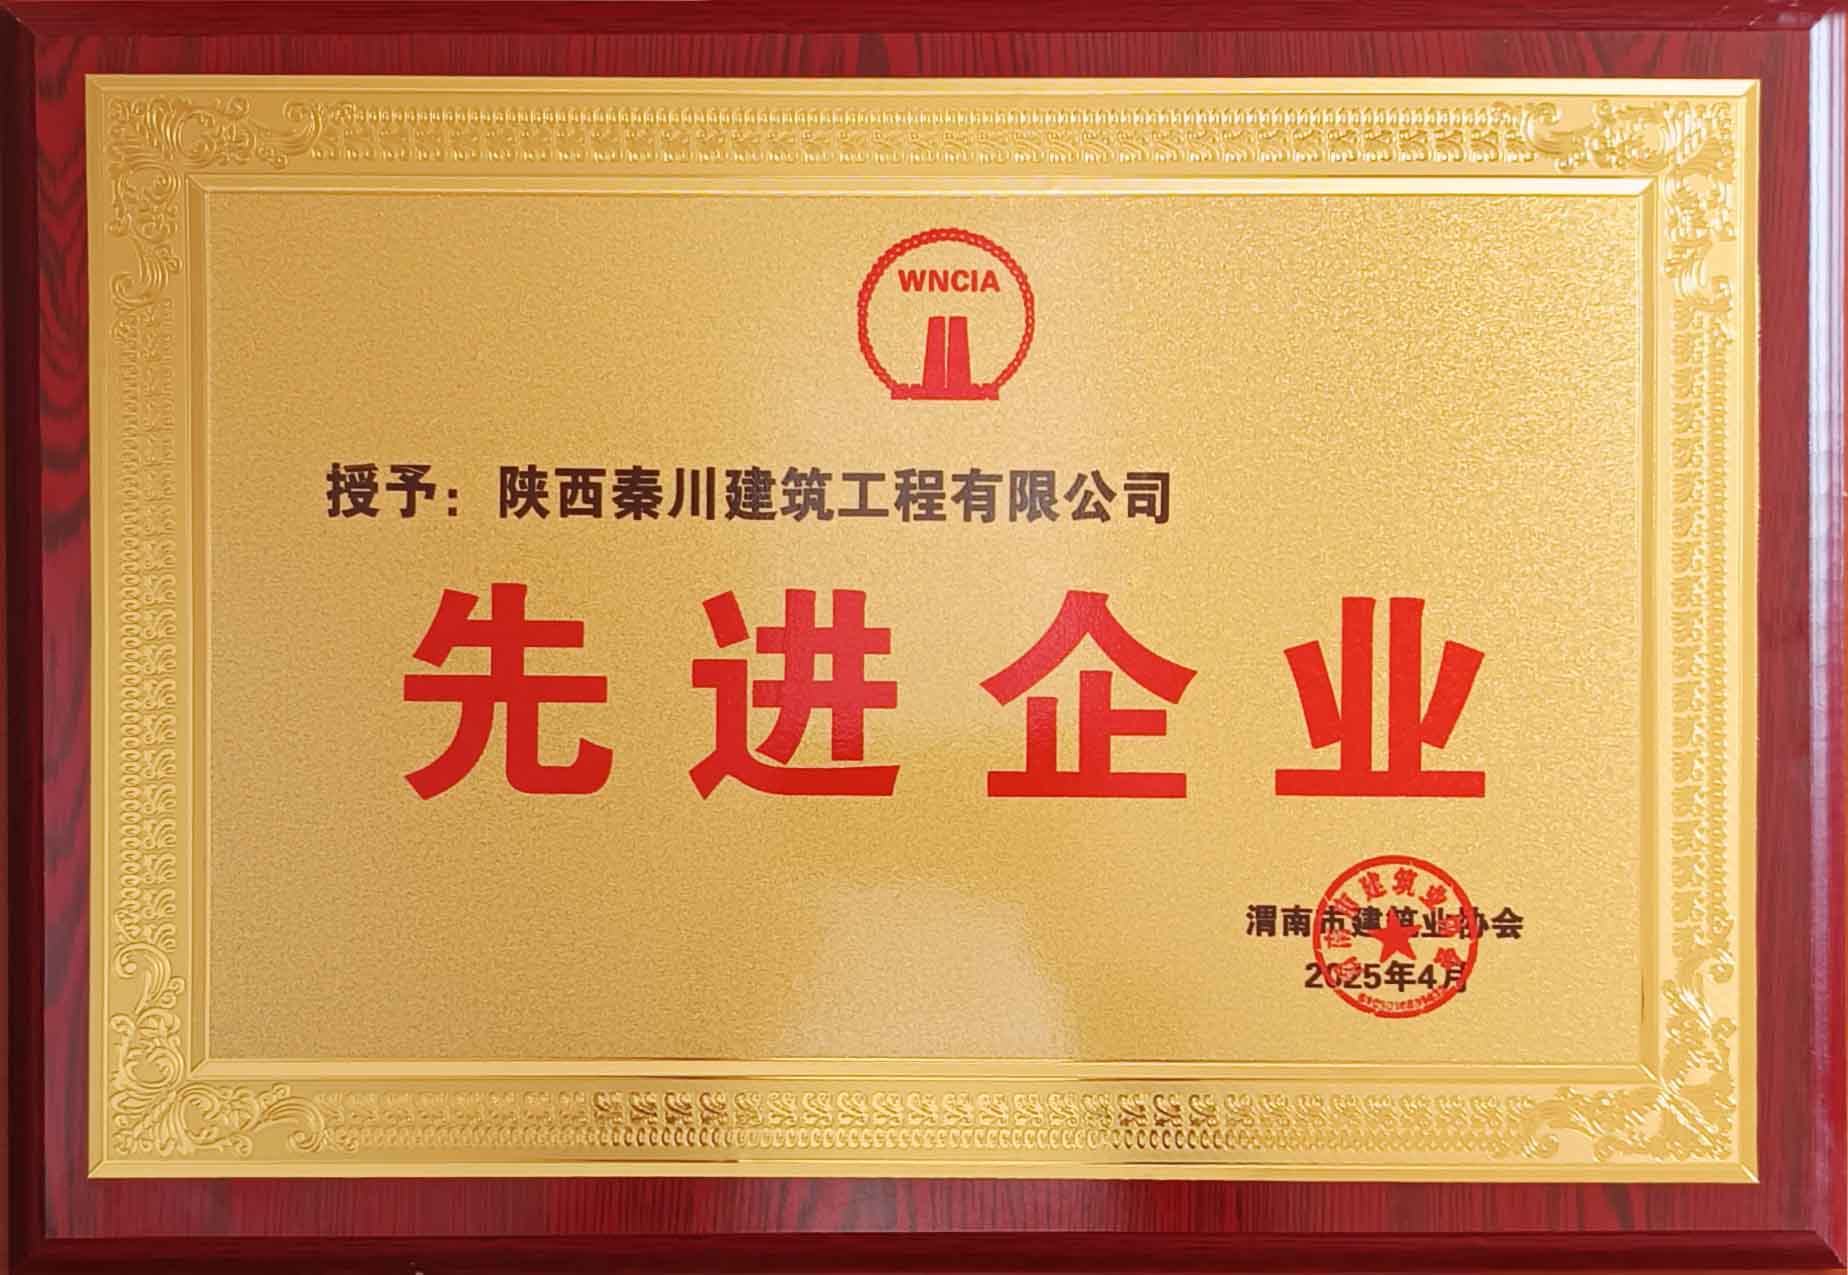 WNCIA
授予：陕西秦川建筑工程有限公司
先进企业
渭南市建筑业协会
2025年4月